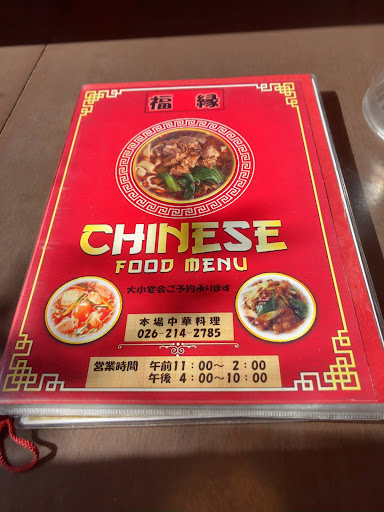 福縁
CHINESE
FOOD MENU
大小宴会ご予約承ります
本場中華料理
026-214-2785
営業時間 午前11:00～ 2:00
午後 4:00～10:00